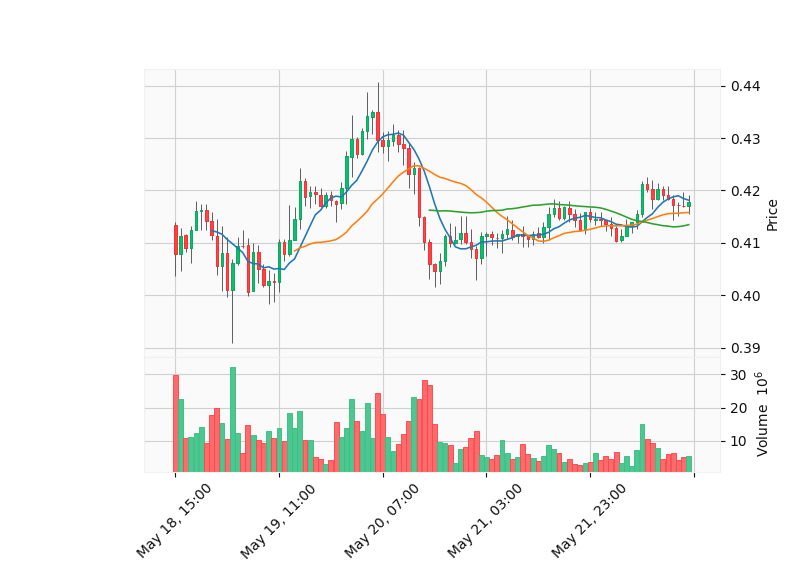 0.44
0.43
0.42
0.41
0.40
0.39
Price
30
20
10
Volume 10^6
May 18, 15:00
May 19, 11:00
May 20, 07:00
May 21, 03:00
May 21, 23:00